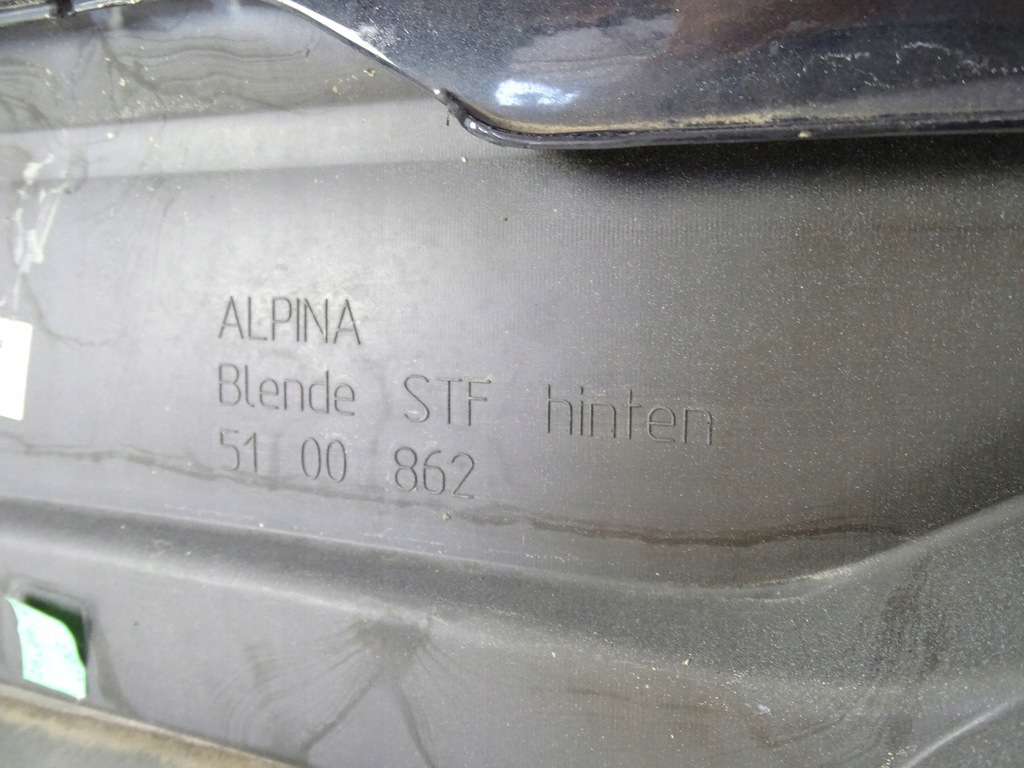 ALPINA
Blende STF hinten
51 00 862